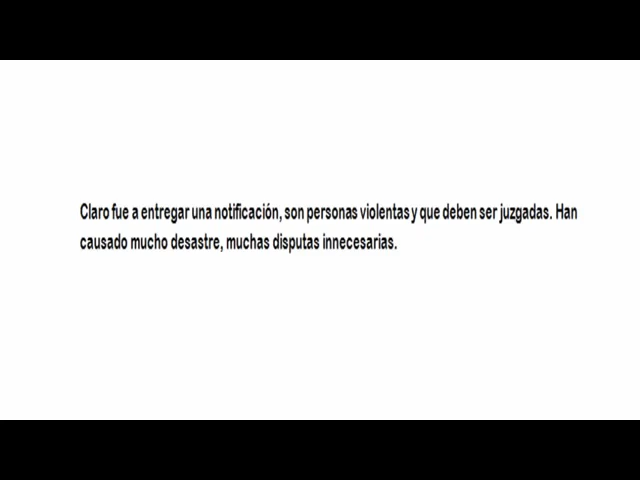 Claro fue a entregar una notificación, son personas violentas y que deben ser juzgadas. Han
causado mucho desastre, muchas disputas innecesarias.